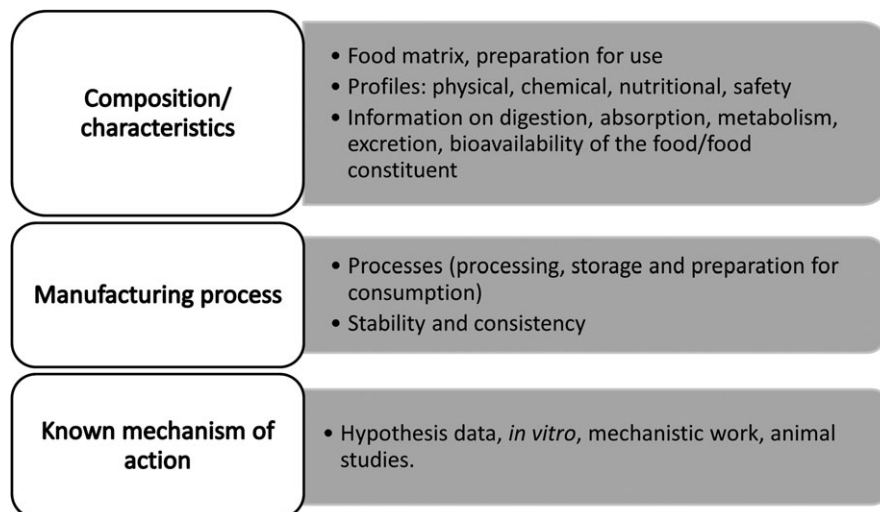 Composition/
characteristics
• Food matrix, preparation for use
• Profiles: physical, chemical, nutritional, safety
• Information on digestion, absorption, metabolism,
excretion, bioavailability of the food/food
constituent
Manufacturing process
• Processes (processing, storage and preparation for
consumption)
• Stability and consistency
Known mechanism of
action
• Hypothesis data, in vitro, mechanistic work, animal
studies.